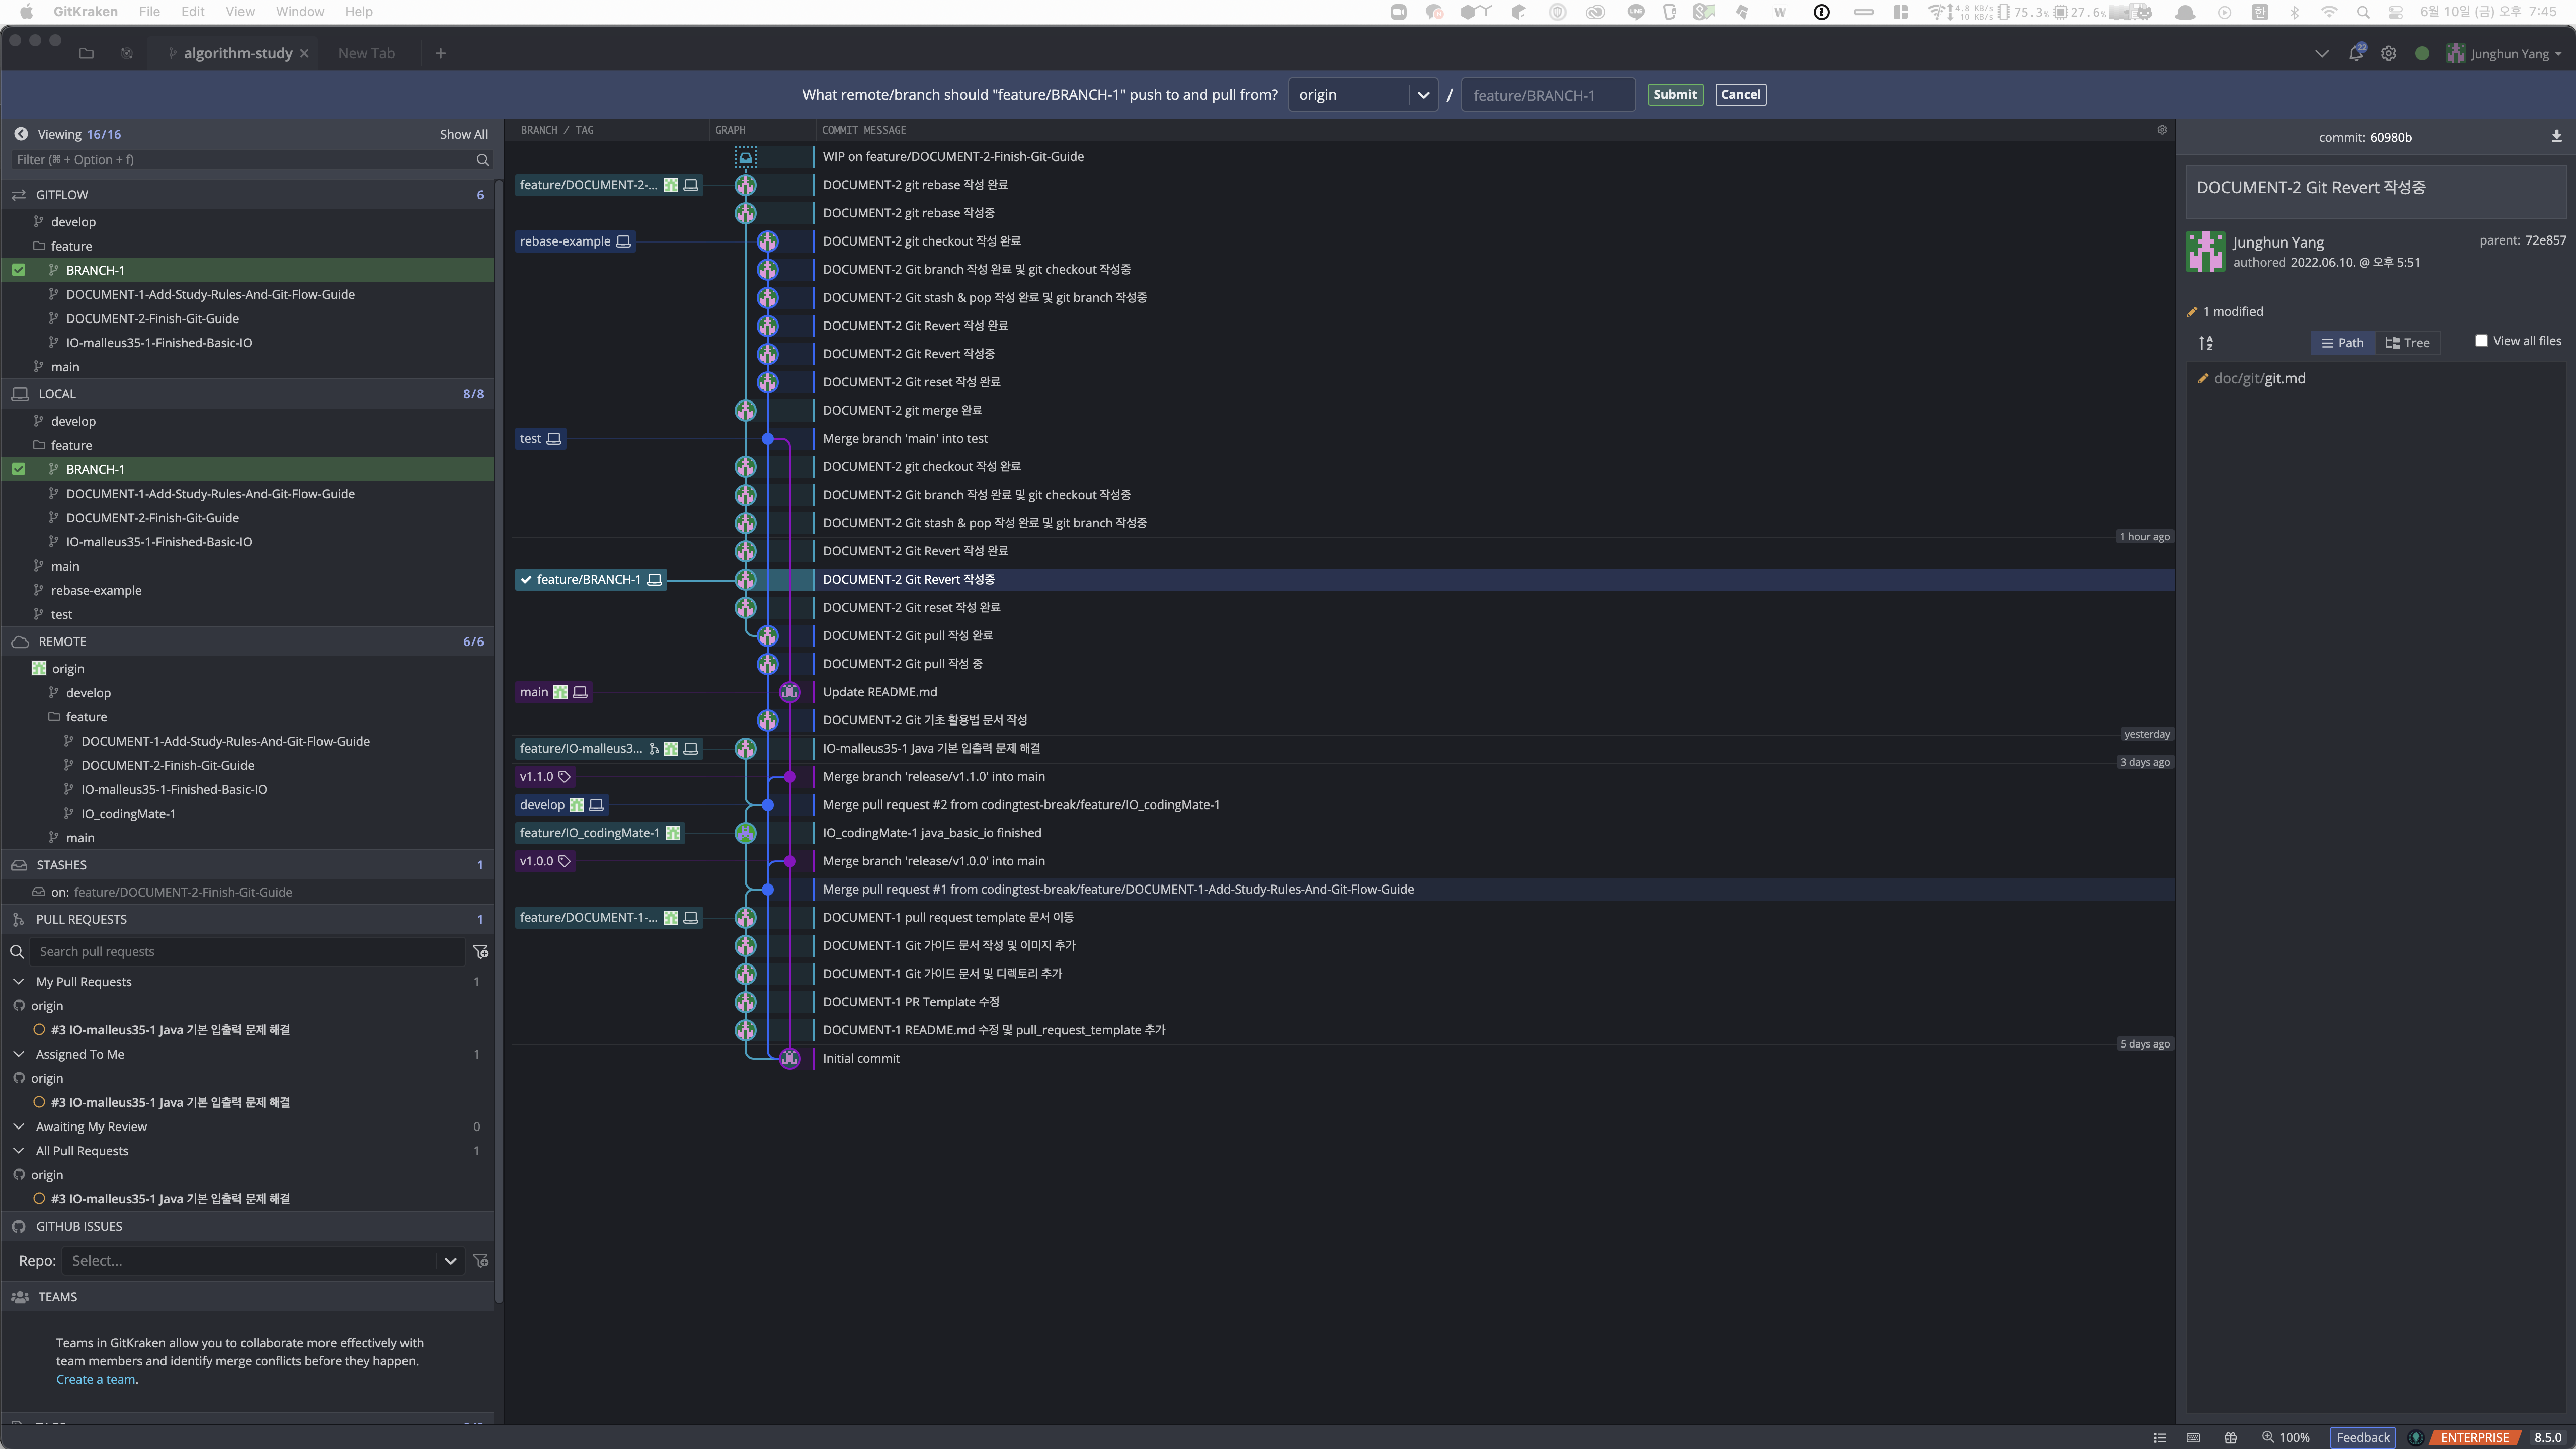 GitKraken File Edit View Window Help
4.8 KB/s
10 KB/s
75.3% 27.6% 한 6월 10일 (금) 오후 7:45
algorithm-study New Tab
22
Junghun Yang
What remote/branch should "feature/BRANCH-1" push to and pull from? origin / feature/BRANCH-1 Submit Cancel
Viewing 16/16 Show All
Filter (⌘ + Option + f)
GITFLOW 6
develop
feature
BRANCH-1
DOCUMENT-1-Add-Study-Rules-And-Git-Flow-Guide
DOCUMENT-2-Finish-Git-Guide
IO-malleus35-1-Finished-Basic-IO
main
LOCAL 8/8
develop
feature
BRANCH-1
DOCUMENT-1-Add-Study-Rules-And-Git-Flow-Guide
DOCUMENT-2-Finish-Git-Guide
IO-malleus35-1-Finished-Basic-IO
main
rebase-example
test
REMOTE 6/6
origin
develop
feature
DOCUMENT-1-Add-Study-Rules-And-Git-Flow-Guide
DOCUMENT-2-Finish-Git-Guide
IO-malleus35-1-Finished-Basic-IO
IO_codingMate-1
main
STASHES 1
on: feature/DOCUMENT-2-Finish-Git-Guide
PULL REQUESTS 1
Search pull requests
My Pull Requests 1
origin
#3 IO-malleus35-1 Java 기본 입출력 문제 해결
Assigned To Me 1
origin
#3 IO-malleus35-1 Java 기본 입출력 문제 해결
Awaiting My Review 0
All Pull Requests 1
origin
#3 IO-malleus35-1 Java 기본 입출력 문제 해결
GITHUB ISSUES
Repo: Select...
TEAMS
Teams in GitKraken allow you to collaborate more effectively with
team members and identify merge conflicts before they happen.
Create a team.
BRANCH / TAG GRAPH COMMIT MESSAGE
WIP on feature/DOCUMENT-2-Finish-Git-Guide
feature/DOCUMENT-2-... DOCUMENT-2 git rebase 작성 완료
DOCUMENT-2 git rebase 작성중
rebase-example DOCUMENT-2 git checkout 작성 완료
DOCUMENT-2 Git branch 작성 완료 및 git checkout 작성중
DOCUMENT-2 Git stash & pop 작성 완료 및 git branch 작성중
DOCUMENT-2 Git Revert 작성 완료
DOCUMENT-2 Git Revert 작성중
DOCUMENT-2 Git reset 작성 완료
DOCUMENT-2 git merge 완료
test Merge branch 'main' into test
DOCUMENT-2 git checkout 작성 완료
DOCUMENT-2 Git branch 작성 완료 및 git checkout 작성중
DOCUMENT-2 Git stash & pop 작성 완료 및 git branch 작성중
1 hour ago
DOCUMENT-2 Git Revert 작성 완료
feature/BRANCH-1 DOCUMENT-2 Git Revert 작성중
DOCUMENT-2 Git reset 작성 완료
DOCUMENT-2 Git pull 작성 완료
DOCUMENT-2 Git pull 작성 중
main Update README.md
DOCUMENT-2 Git 기초 활용법 문서 작성
yesterday
feature/IO-malleus3... IO-malleus35-1 Java 기본 입출력 문제 해결
3 days ago
v1.1.0 Merge branch 'release/v1.1.0' into main
develop Merge pull request #2 from codingtest-break/feature/IO_codingMate-1
feature/IO_codingMate-1 IO_codingMate-1 java_basic_io finished
v1.0.0 Merge branch 'release/v1.0.0' into main
Merge pull request #1 from codingtest-break/feature/DOCUMENT-1-Add-Study-Rules-And-Git-Flow-Guide
feature/DOCUMENT-1-... DOCUMENT-1 pull request template 문서 이동
DOCUMENT-1 Git 가이드 문서 작성 및 이미지 추가
DOCUMENT-1 Git 가이드 문서 및 디렉토리 추가
DOCUMENT-1 PR Template 수정
DOCUMENT-1 README.md 수정 및 pull_request_template 추가
5 days ago
Initial commit
commit: 60980b
DOCUMENT-2 Git Revert 작성중
Junghun Yang parent: 72e857
authored 2022.06.10. @ 오후 5:51
1 modified
Path Tree View all files
doc/git/git.md
100% Feedback ENTERPRISE 8.5.0